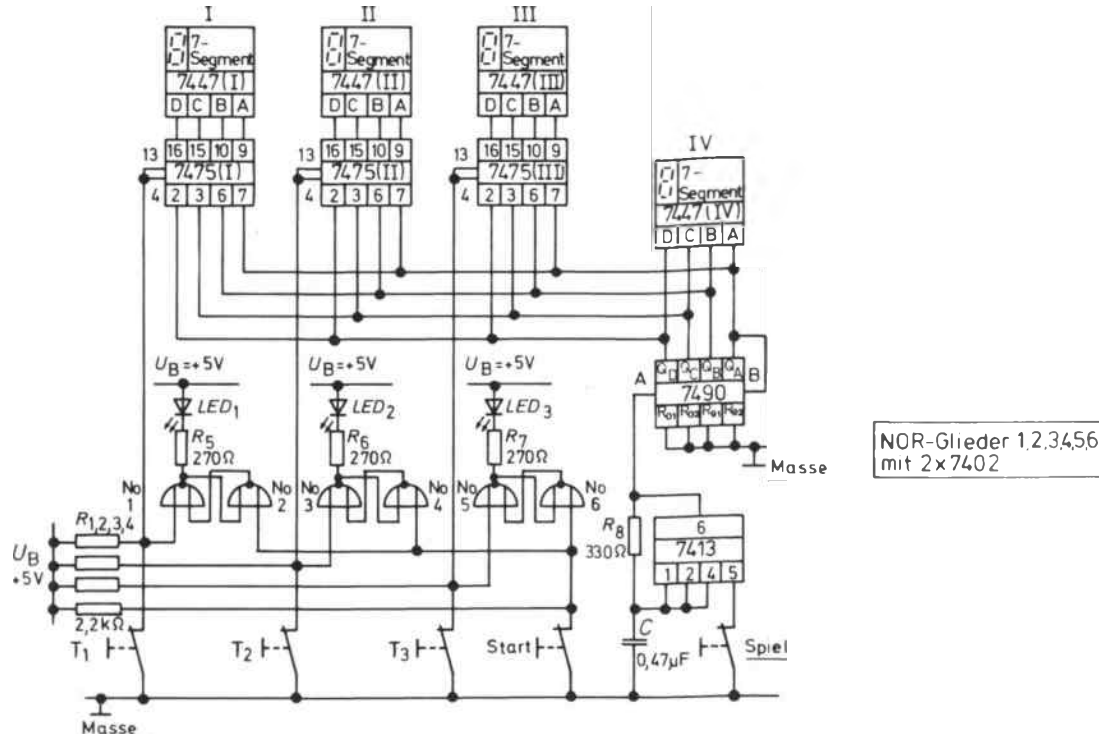 I II III
7-
Segment
7-
Segment
7-
Segment
7447(I) 7447(II) 7447(III)
D C B A D C B A D C B A
13 16 15 10 9 13 16 15 10 9 13 16 15 10 9
7475(I) 7475(II) 7475(III)
4 2 3 6 7 4 2 3 6 7 4 2 3 6 7
IV
7-
Segment
7447(IV)
D C B A
UB=+5V UB=+5V UB=+5V
LED1 LED2 LED3
R5
270Ω
R6
270Ω
R7
270Ω
A QD QC QB QA B
7490
R01 R02 R91 R92
Masse
NOR-Glieder 1,2,3,4,5,6
mit 2x7402
No
1
No
2
No
3
No
4
No
5
No
6
R1,2,3,4
UB
+5V
2,2kΩ
R8
330Ω
6
7413
1 2 4 5
C
0,47µF
T1 T2 T3 Start Spiel
Masse